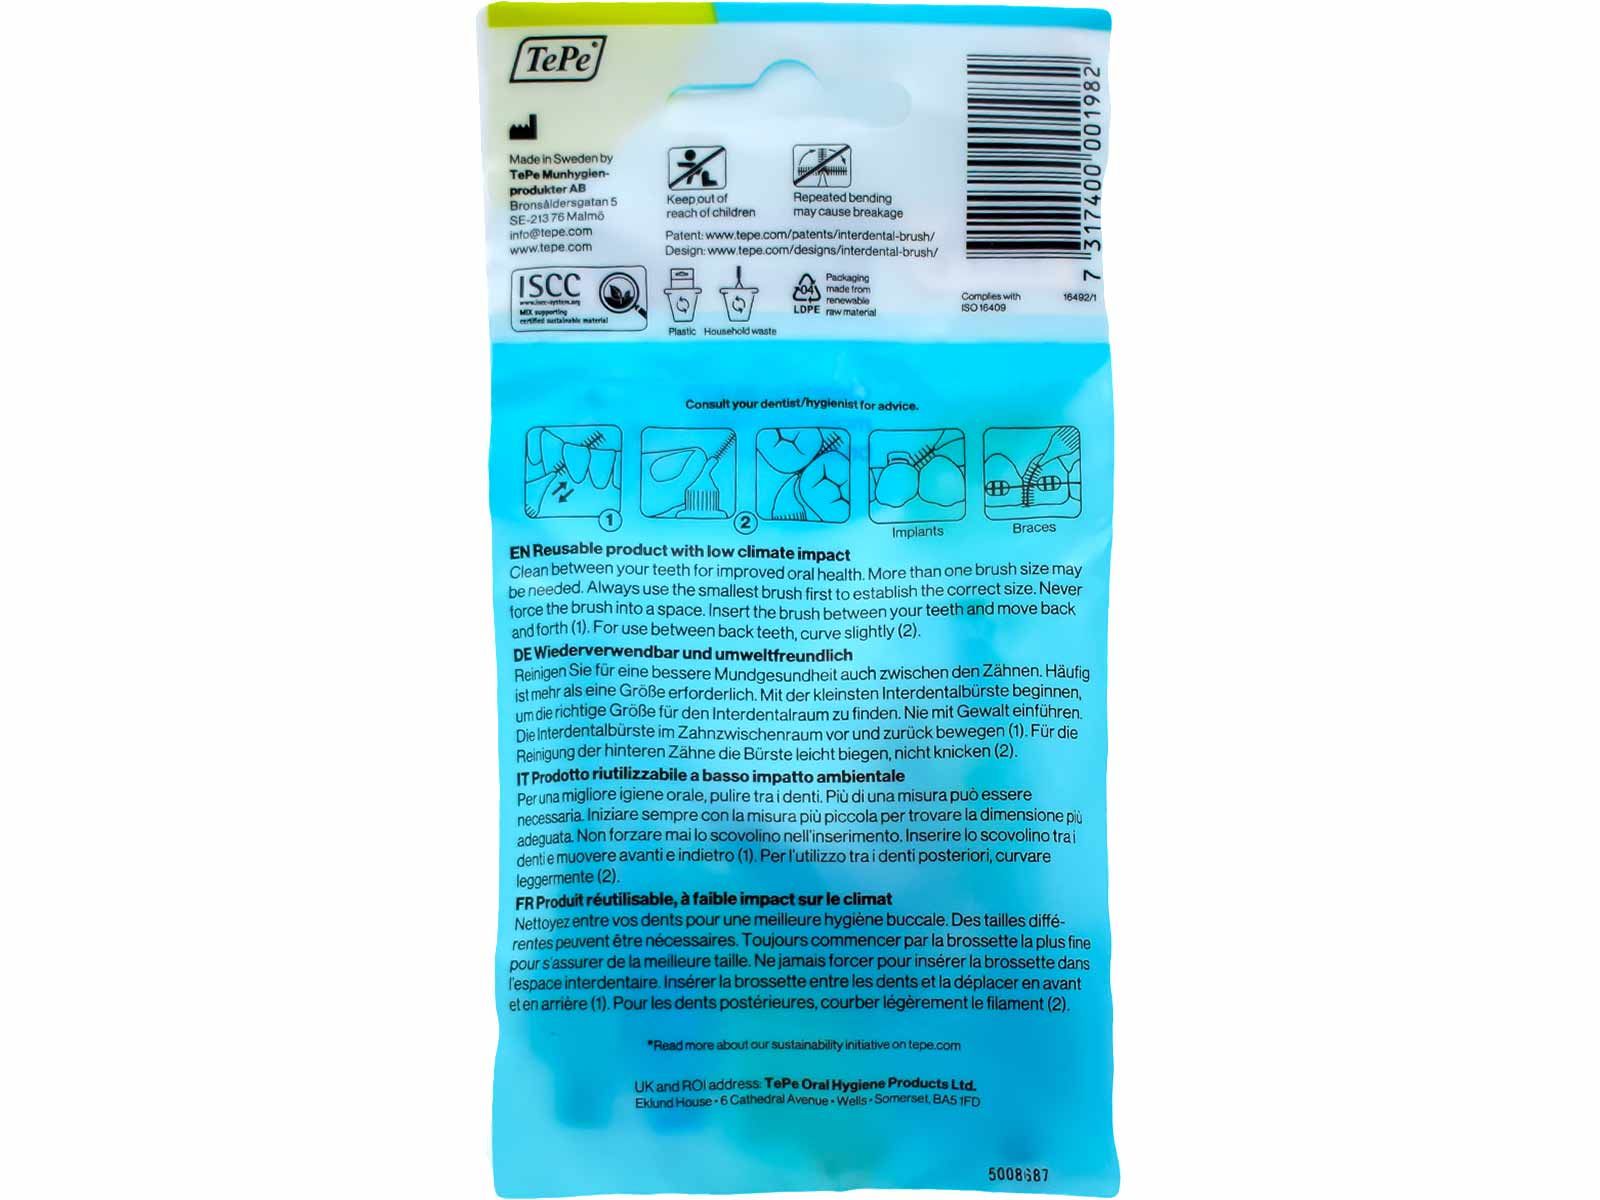 TePe®
Made in Sweden by
TePe Munhygien-
produkter AB
Bronsåldersgatan 5
SE-213 76 Malmö
info@tepe.com
www.tepe.com
Keep out of
reach of children
Repeated bending
may cause breakage
Patent: www.tepe.com/patents/interdental-brush/
Design: www.tepe.com/designs/interdental-brush/
7 317400 001982
ISCC
www.iscc-system.org
MIX supporting
certified sustainable material
Plastic
Household waste
04
LDPE
Packaging
made from
renewable
raw material
Complies with
ISO 16409
16492/1
Consult your dentist/hygienist for advice.
1
2
Implants
Braces
EN Reusable product with low climate impact
Clean between your teeth for improved oral health. More than one brush size may
be needed. Always use the smallest brush first to establish the correct size. Never
force the brush into a space. Insert the brush between your teeth and move back
and forth (1). For use between back teeth, curve slightly (2).
DE Wiederverwendbar und umweltfreundlich
Reinigen Sie für eine bessere Mundgesundheit auch zwischen den Zähnen. Häufig
ist mehr als eine Größe erforderlich. Mit der kleinsten Interdentalbürste beginnen,
um die richtige Größe für den Interdentalraum zu finden. Nie mit Gewalt einführen.
Die Interdentalbürste im Zahnzwischenraum vor und zurück bewegen (1). Für die
Reinigung der hinteren Zähne die Bürste leicht biegen, nicht knicken (2).
IT Prodotto riutilizzabile a basso impatto ambientale
Per una migliore igiene orale, pulire tra i denti. Più di una misura può essere
necessaria. Iniziare sempre con la misura più piccola per trovare la dimensione più
adeguata. Non forzare mai lo scovolino nell'inserimento. Inserire lo scovolino tra i
denti e muovere avanti e indietro (1). Per l'utilizzo tra i denti posteriori, curvare
leggermente (2).
FR Produit réutilisable, à faible impact sur le climat
Nettoyez entre vos dents pour une meilleure hygiène buccale. Des tailles diffé-
rentes peuvent être nécessaires. Toujours commencer par la brossette la plus fine
pour s'assurer de la meilleure taille. Ne jamais forcer pour insérer la brossette dans
l'espace interdentaire. Insérer la brossette entre les dents et la déplacer en avant
et en arrière (1). Pour les dents postérieures, courber légèrement le filament (2).
*Read more about our sustainability initiative on tepe.com
UK and ROI address: TePe Oral Hygiene Products Ltd.
Eklund House • 6 Cathedral Avenue • Wells • Somerset, BA5 1FD
5008687